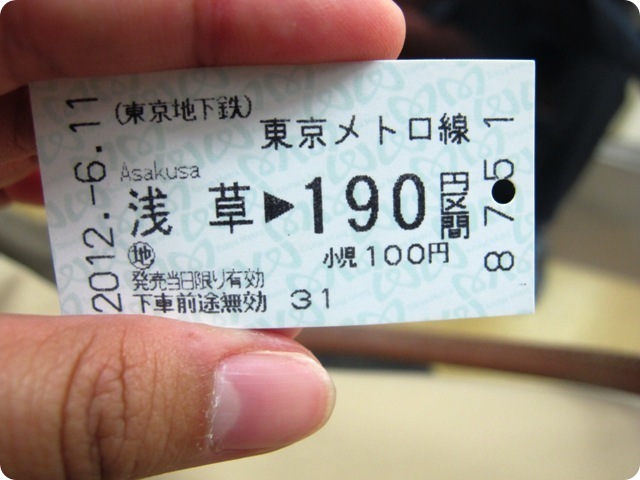 2012.-6.11
(東京地下鉄)
東京メトロ線
Asakusa
浅草▶190円区間
地
小児100円
発売当日限り有効
下車前途無効 31
8751